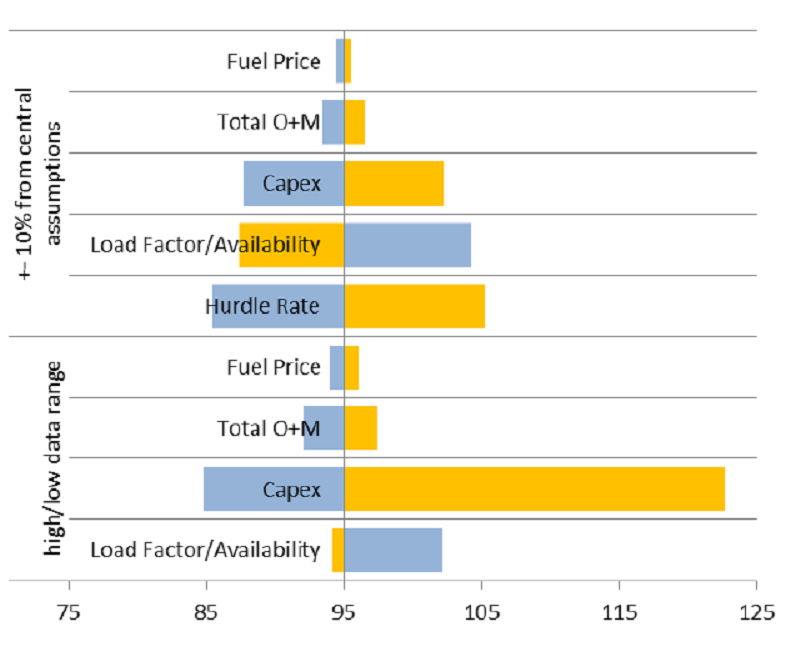 +- 10% from central
assumptions
Fuel Price
Total O+M
Capex
Load Factor/Availability
Hurdle Rate
high/low data range
Fuel Price
Total O+M
Capex
Load Factor/Availability
75 85 95 105 115 125